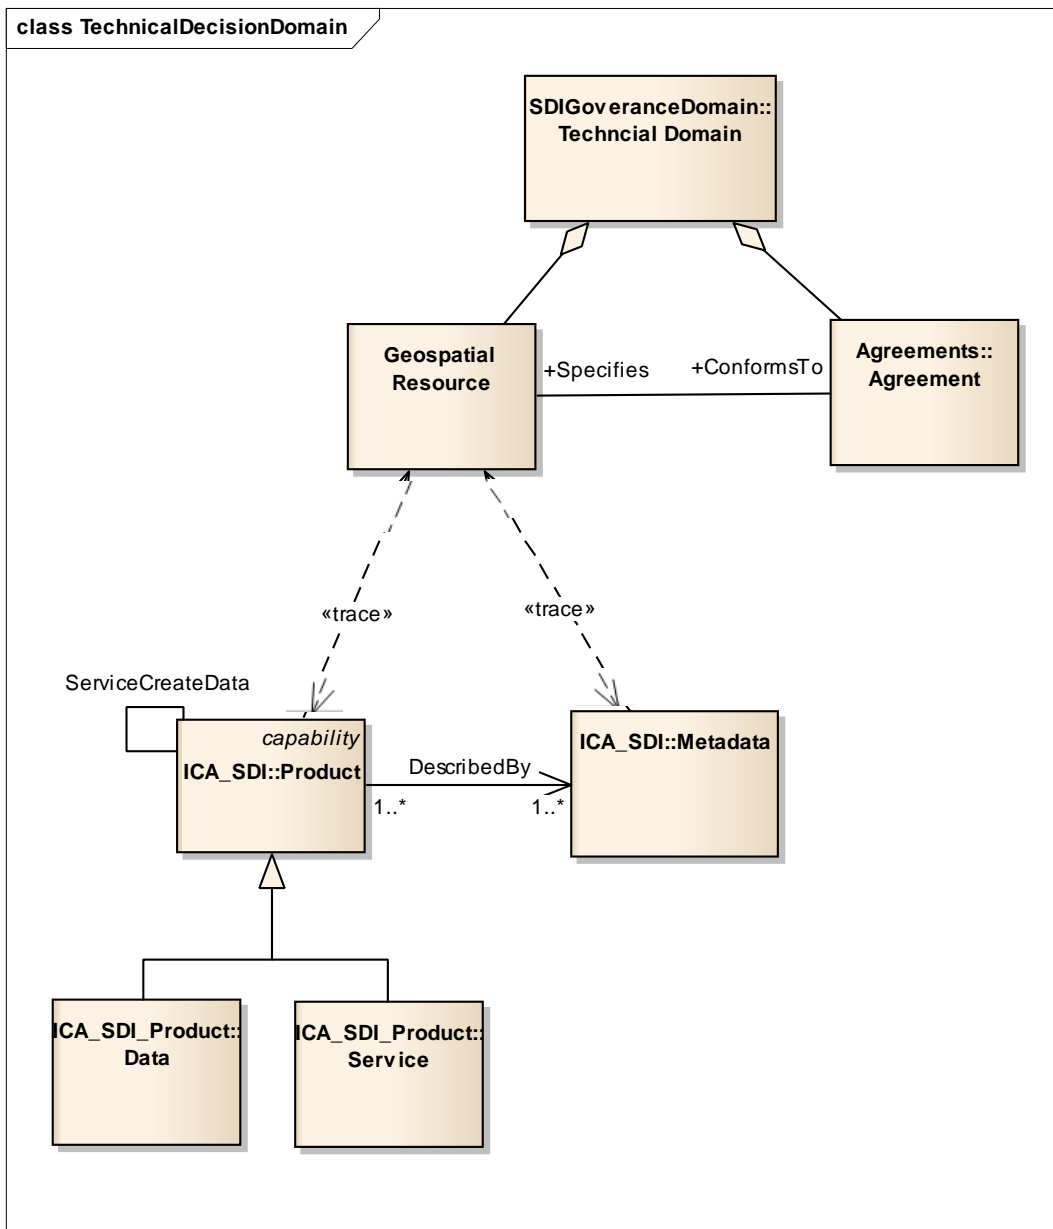 class TechnicalDecisionDomain
SDIGoveranceDomain::
Techncial Domain
Geospatial
Resource
+Specifies
+ConformsTo
Agreements::
Agreement
«trace»
«trace»
ServiceCreateData
capability
ICA_SDI::Product
DescribedBy
1..*
1..*
ICA_SDI::Metadata
ICA_SDI_Product::
Data
ICA_SDI_Product::
Service